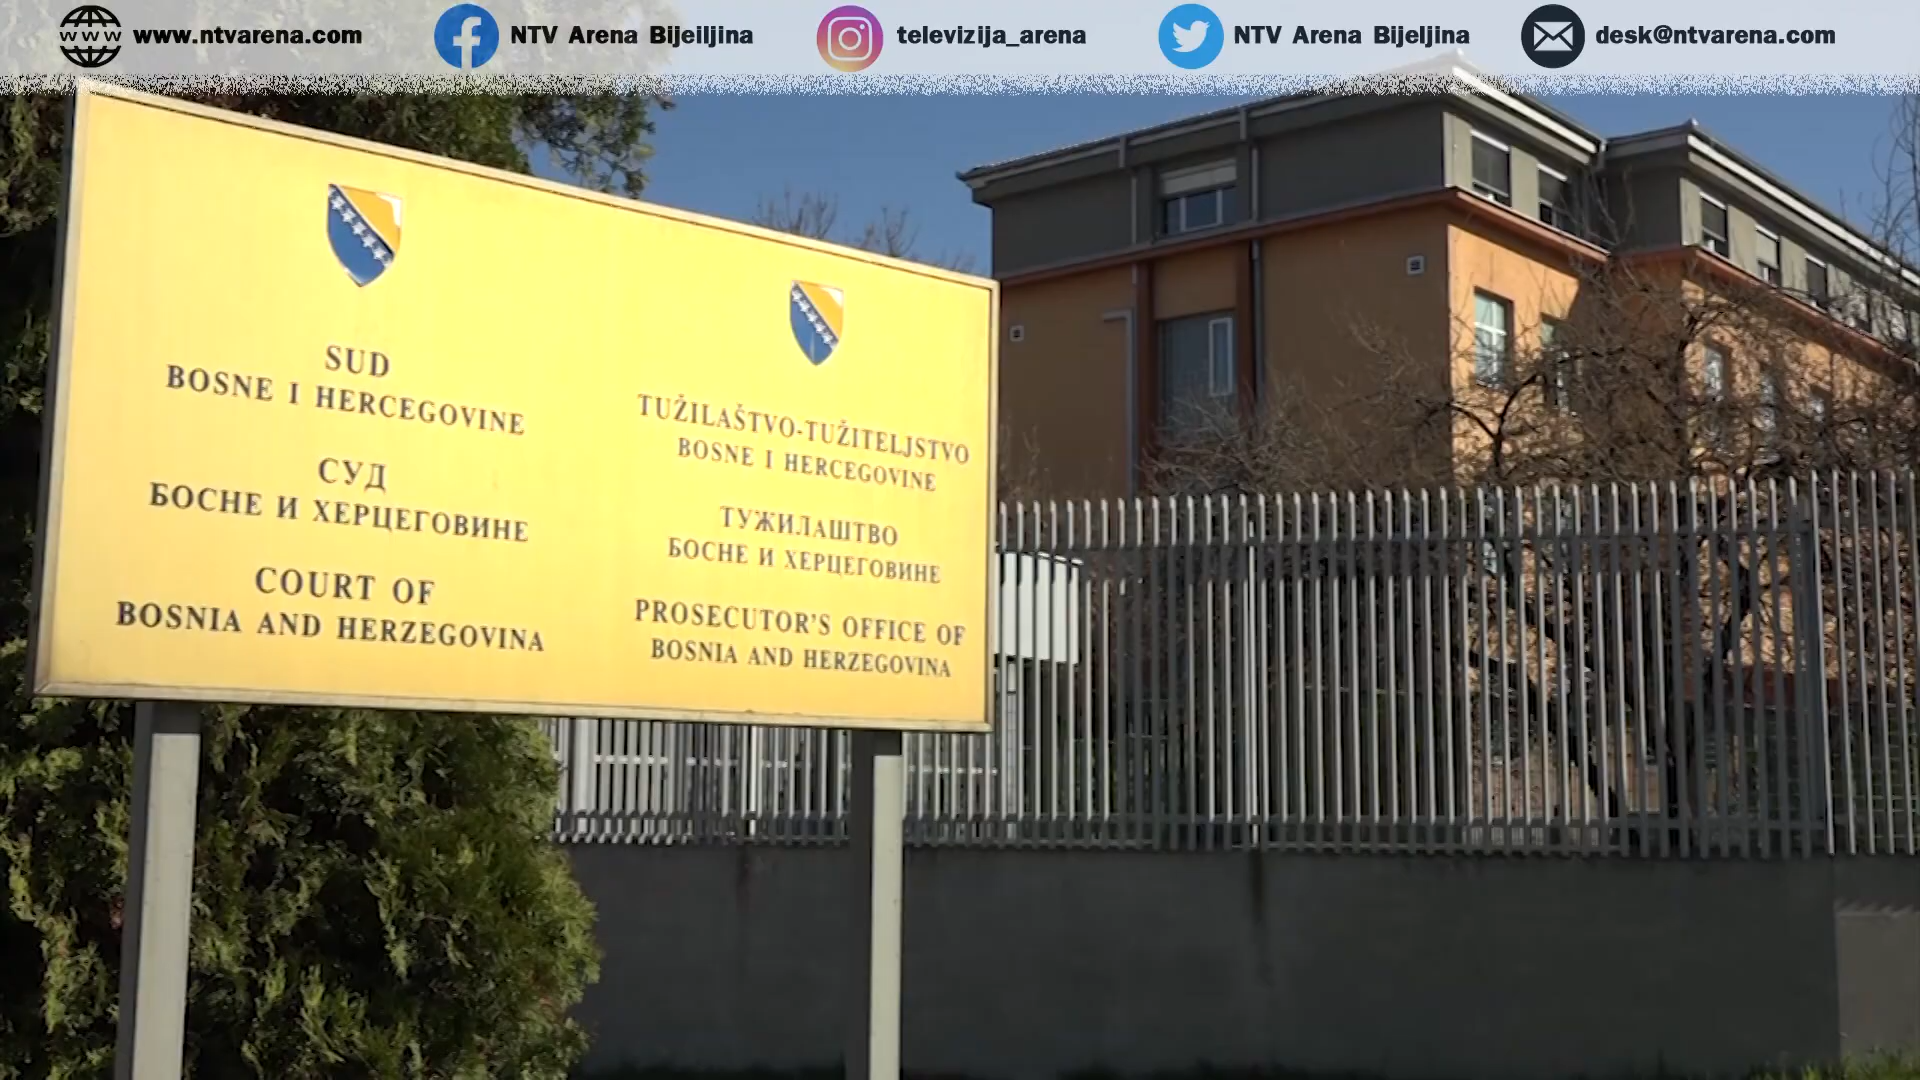 www.ntvarena.com
NTV Arena Bijeiljina
televizija_arena
NTV Arena Bijeljina
desk@ntvarena.com
SUD
BOSNE I HERCEGOVINE
СУД
БОСНЕ И ХЕРЦЕГОВИНЕ
COURT OF
BOSNIA AND HERZEGOVINA
TUŽILAŠTVO-TUŽITELJSTVO
BOSNE I HERCEGOVINE
ТУЖИЛАШТВО
БОСНЕ И ХЕРЦЕГОВИНЕ
PROSECUTOR'S OFFICE OF
BOSNIA AND HERZEGOVINA